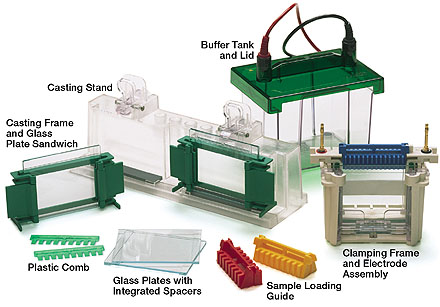 Buffer Tank
and Lid
Casting Stand
Casting Frame
and Glass
Plate Sandwich
Plastic Comb
Glass Plates with
Integrated Spacers
Sample Loading
Guide
Clamping Frame
and Electrode
Assembly